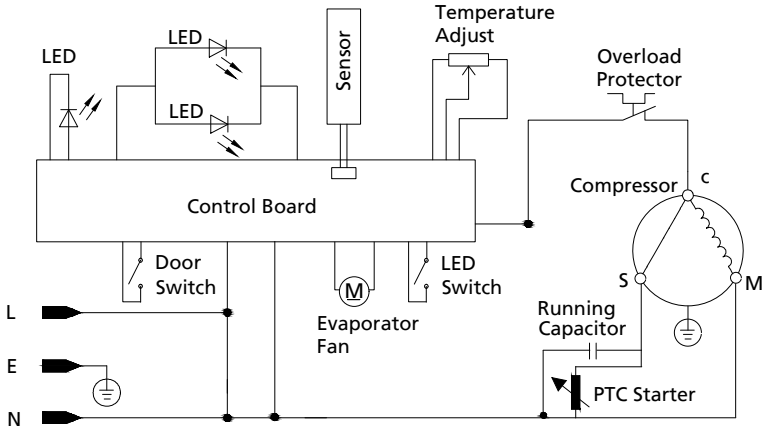 Temperature
Adjust
LED
LED
Sensor
Overload
Protector
LED
Compressor
c
Control Board
Door
Switch
LED
Switch
M
Evaporator
Fan
S
M
L
Running
Capacitor
E
PTC Starter
N